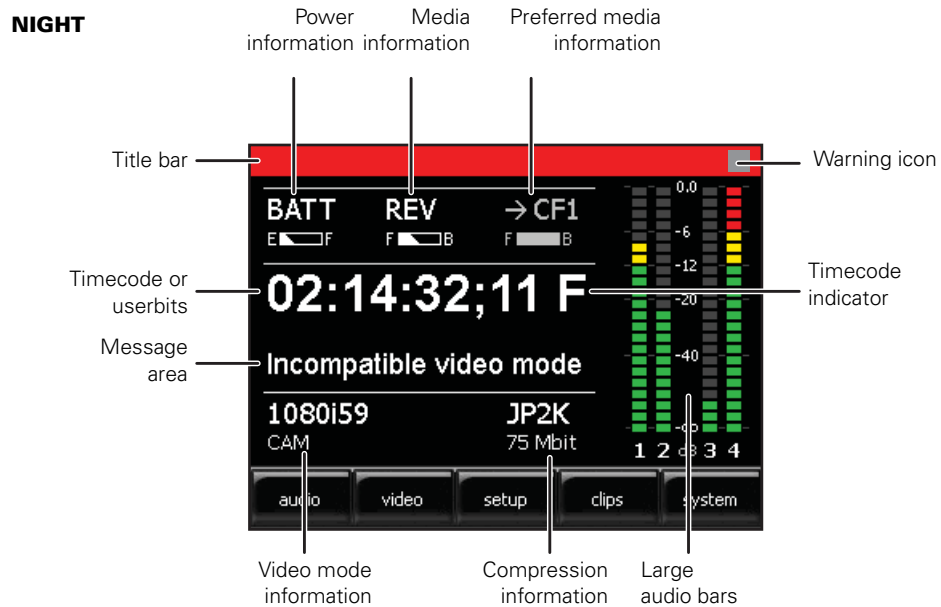 NIGHT
Power information
Media information
Preferred media information
Title bar
Warning icon
BATT
REV
→ CF1
E F
F B
F B
0.0
-6
-12
-20
-40
-60
Timecode or userbits
02:14:32;11 F
Timecode indicator
Message area
Incompatible video mode
1080i59
JP2K
CAM
75 Mbit
1 2 dB 3 4
audio
video
setup
clips
system
Video mode information
Compression information
Large audio bars